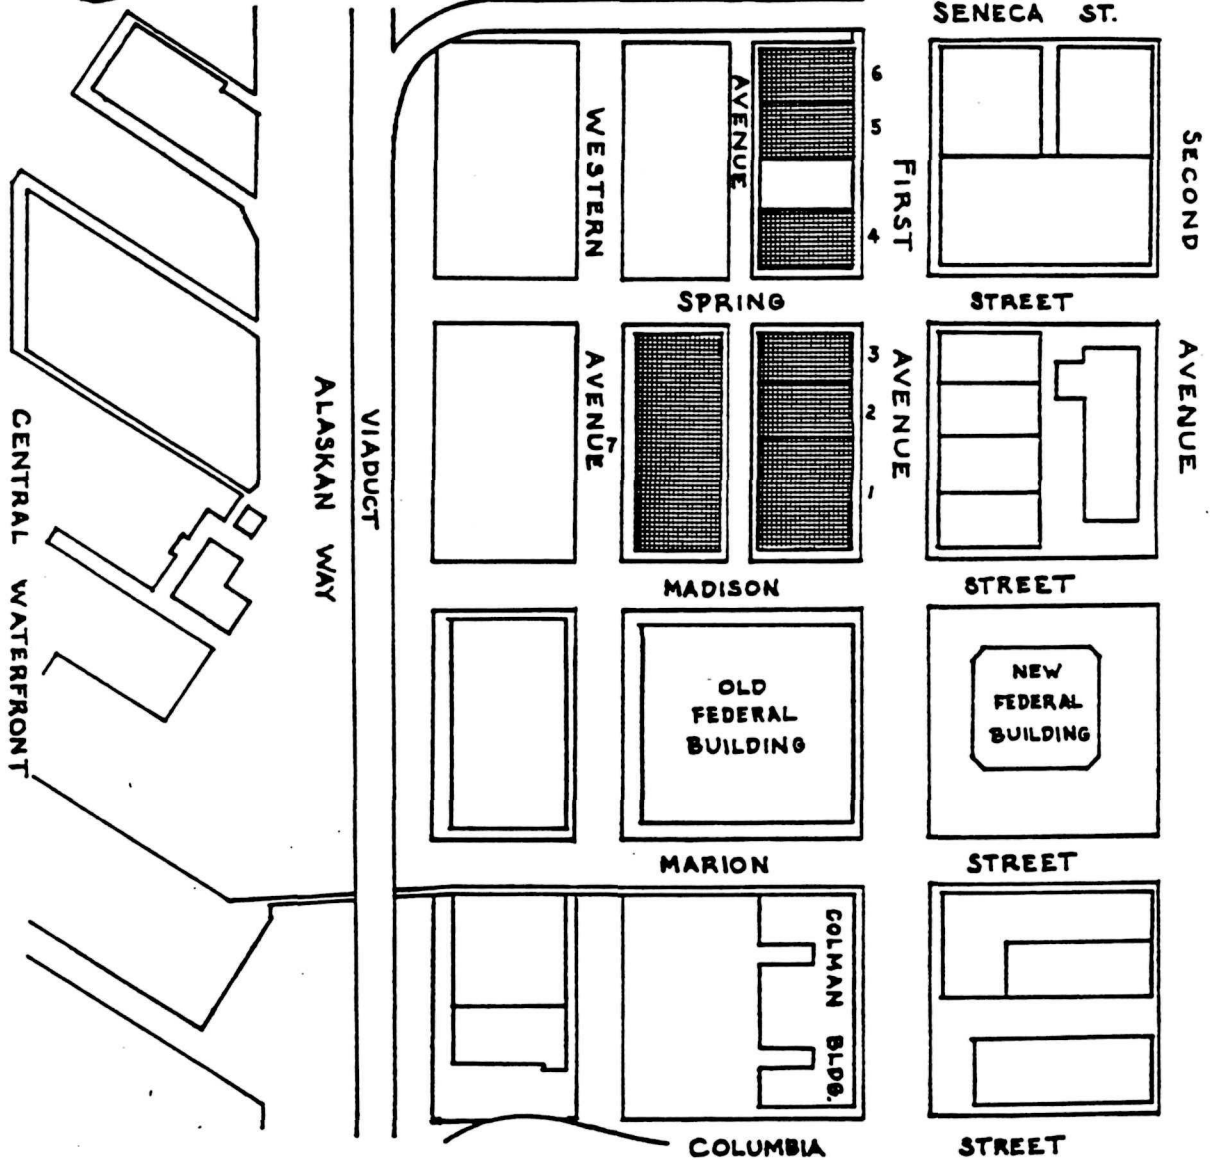 SENECA ST.
6
5
4
WESTERN
AVENUE
FIRST
SECOND
SPRING STREET
3
2
1
7
AVENUE
AVENUE
AVENUE
ALASKAN WAY
VIADUCT
CENTRAL WATERFRONT
MADISON STREET
OLD
FEDERAL
BUILDING
NEW
FEDERAL
BUILDING
MARION STREET
COLMAN BLDG.
COLUMBIA STREET